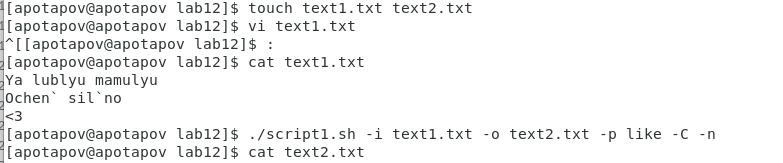 [apotapov@apotapov lab12]$ touch text1.txt text2.txt
[apotapov@apotapov lab12]$ vi text1.txt
^[[apotapov@apotapov lab12]$ :
[apotapov@apotapov lab12]$ cat text1.txt
Ya lublyu mamulyu
Ochen` sil`no
<3
[apotapov@apotapov lab12]$ ./script1.sh -i text1.txt -o text2.txt -p like -C -n
[apotapov@apotapov lab12]$ cat text2.txt